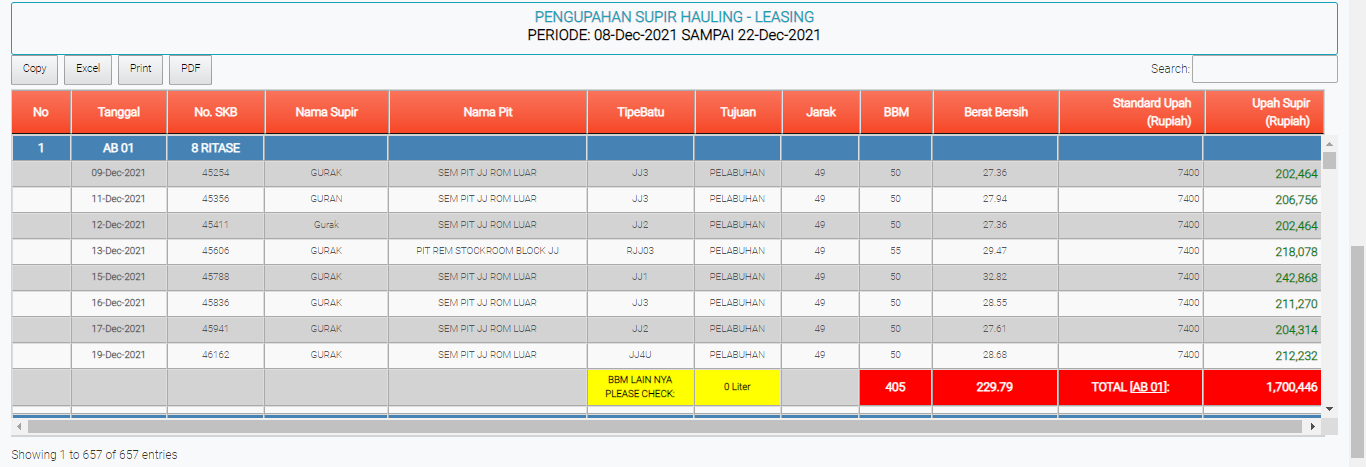 PENGUPAHAN SUPIR HAULING - LEASING
PERIODE: 08-Dec-2021 SAMPAI 22-Dec-2021
Copy Excel Print PDF Search:
No Tanggal No. SKB Nama Supir Nama Pit TipeBatu Tujuan Jarak BBM Berat Bersih Standard Upah (Rupiah) Upah Supir (Rupiah)
1 AB 01 8 RITASE
09-Dec-2021 45254 GURAK SEM PIT JJ ROM LUAR JJ3 PELABUHAN 49 50 27.36 7400 202,464
11-Dec-2021 45356 GURAN SEM PIT JJ ROM LUAR JJ3 PELABUHAN 49 50 27.94 7400 206,756
12-Dec-2021 45411 Gurak SEM PIT JJ ROM LUAR JJ2 PELABUHAN 49 50 27.36 7400 202,464
13-Dec-2021 45606 GURAK PIT REM STOCKROOM BLOCK JJ RJJ03 PELABUHAN 49 55 29.47 7400 218,078
15-Dec-2021 45788 GURAK SEM PIT JJ ROM LUAR JJ1 PELABUHAN 49 50 32.82 7400 242,868
16-Dec-2021 45836 GURAK SEM PIT JJ ROM LUAR JJ3 PELABUHAN 49 50 28.55 7400 211,270
17-Dec-2021 45941 GURAK SEM PIT JJ ROM LUAR JJ2 PELABUHAN 49 50 27.61 7400 204,314
19-Dec-2021 46162 GURAK SEM PIT JJ ROM LUAR JJ4U PELABUHAN 49 50 28.68 7400 212,232
BBM LAIN NYA PLEASE CHECK: 0 Liter 405 229.79 TOTAL [AB 01]: 1,700,446
Showing 1 to 657 of 657 entries